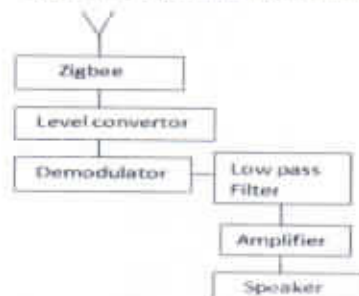 Zigbee
Level convertor
Demodulator
Low pass
Filter
Amplifier
Speaker